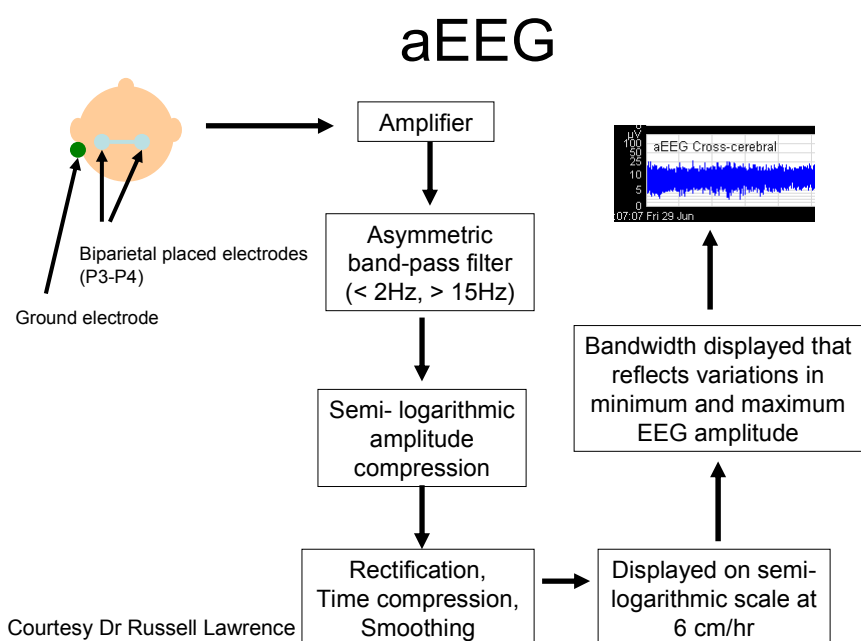 aEEG
Amplifier
Biparietal placed electrodes
(P3-P4)
Ground electrode
Asymmetric
band-pass filter
(< 2Hz, > 15Hz)
Semi- logarithmic
amplitude
compression
Rectification,
Time compression,
Smoothing
Displayed on semi-
logarithmic scale at
6 cm/hr
Bandwidth displayed that
reflects variations in
minimum and maximum
EEG amplitude
µV
100
50
25
10
5
0
aEEG Cross-cerebral
:07:07 Fri 29 Jun
Courtesy Dr Russell Lawrence